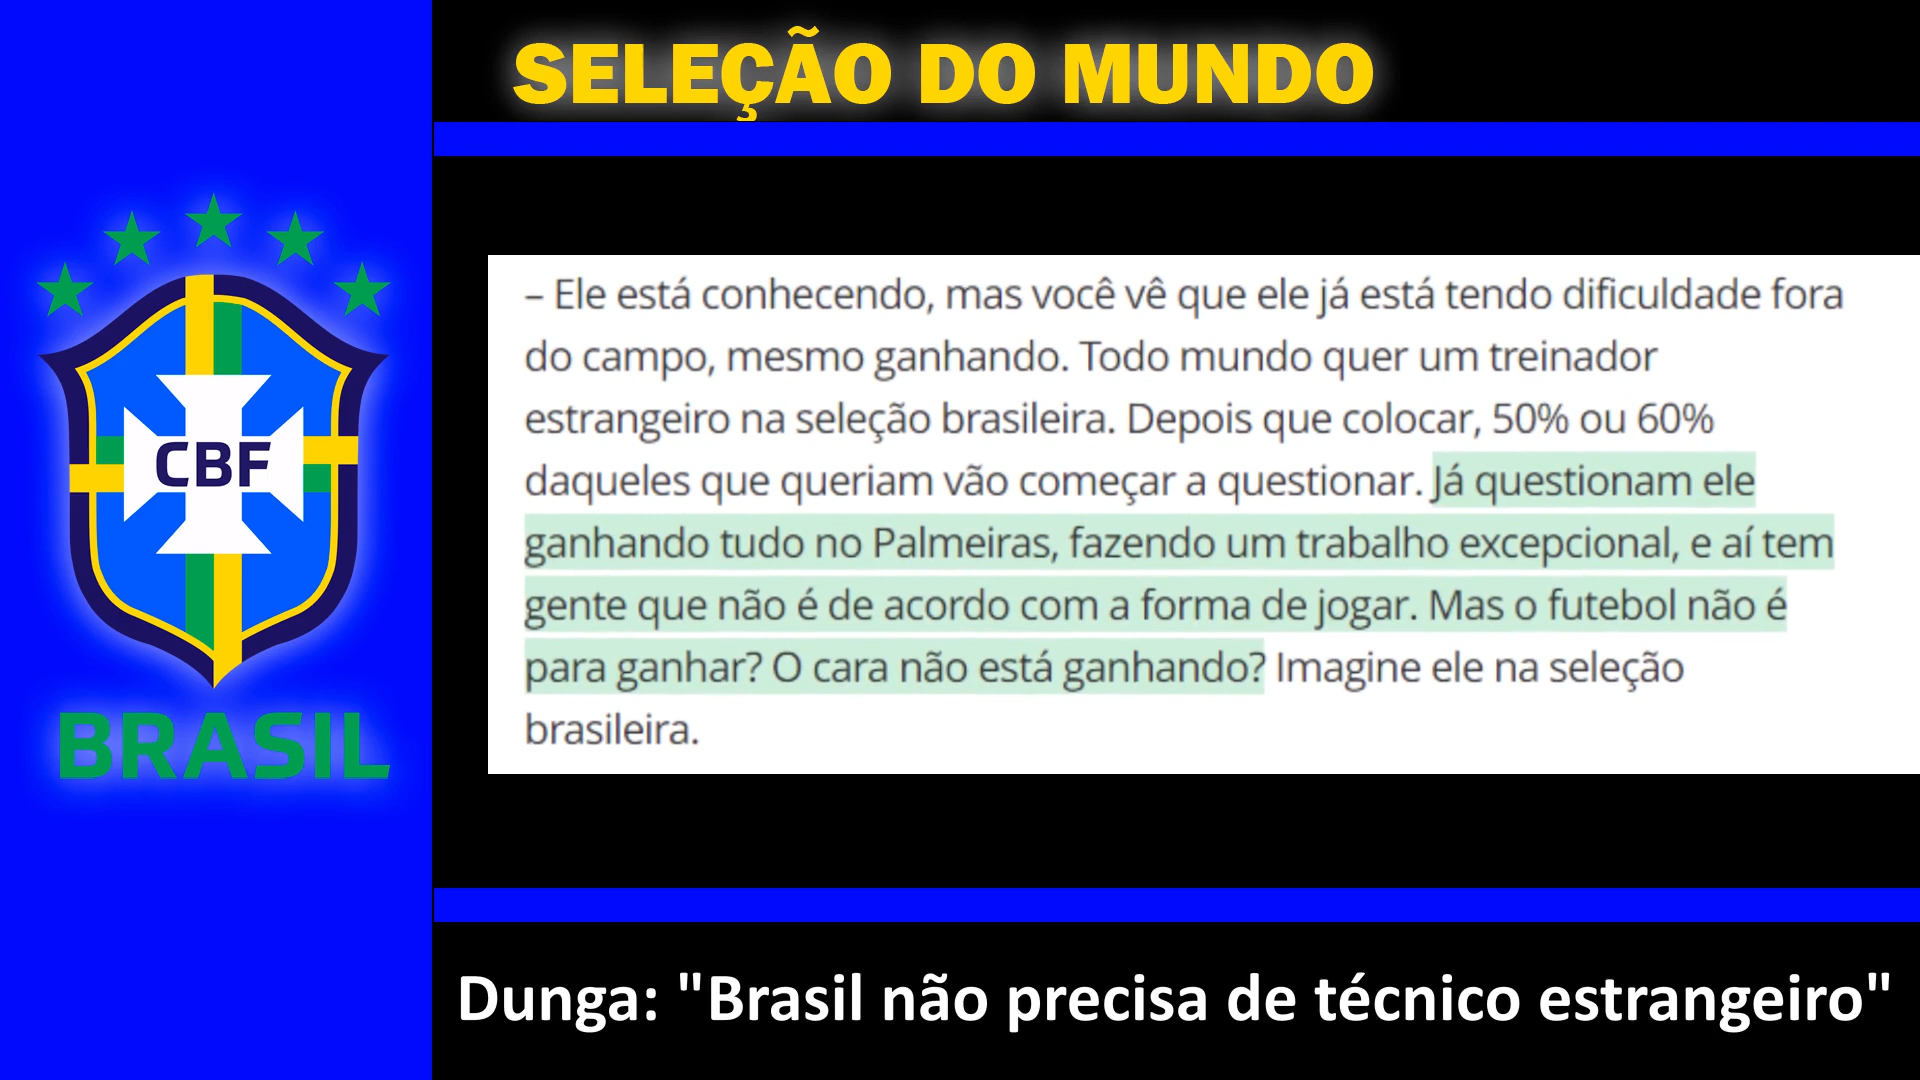 SELEÇÃO DO MUNDO
– Ele está conhecendo, mas você vê que ele já está tendo dificuldade fora
do campo, mesmo ganhando. Todo mundo quer um treinador
estrangeiro na seleção brasileira. Depois que colocar, 50% ou 60%
daqueles que queriam vão começar a questionar. Já questionam ele
ganhando tudo no Palmeiras, fazendo um trabalho excepcional, e aí tem
gente que não é de acordo com a forma de jogar. Mas o futebol não é
para ganhar? O cara não está ganhando? Imagine ele na seleção
brasileira.
CBF
BRASIL
Dunga: "Brasil não precisa de técnico estrangeiro"